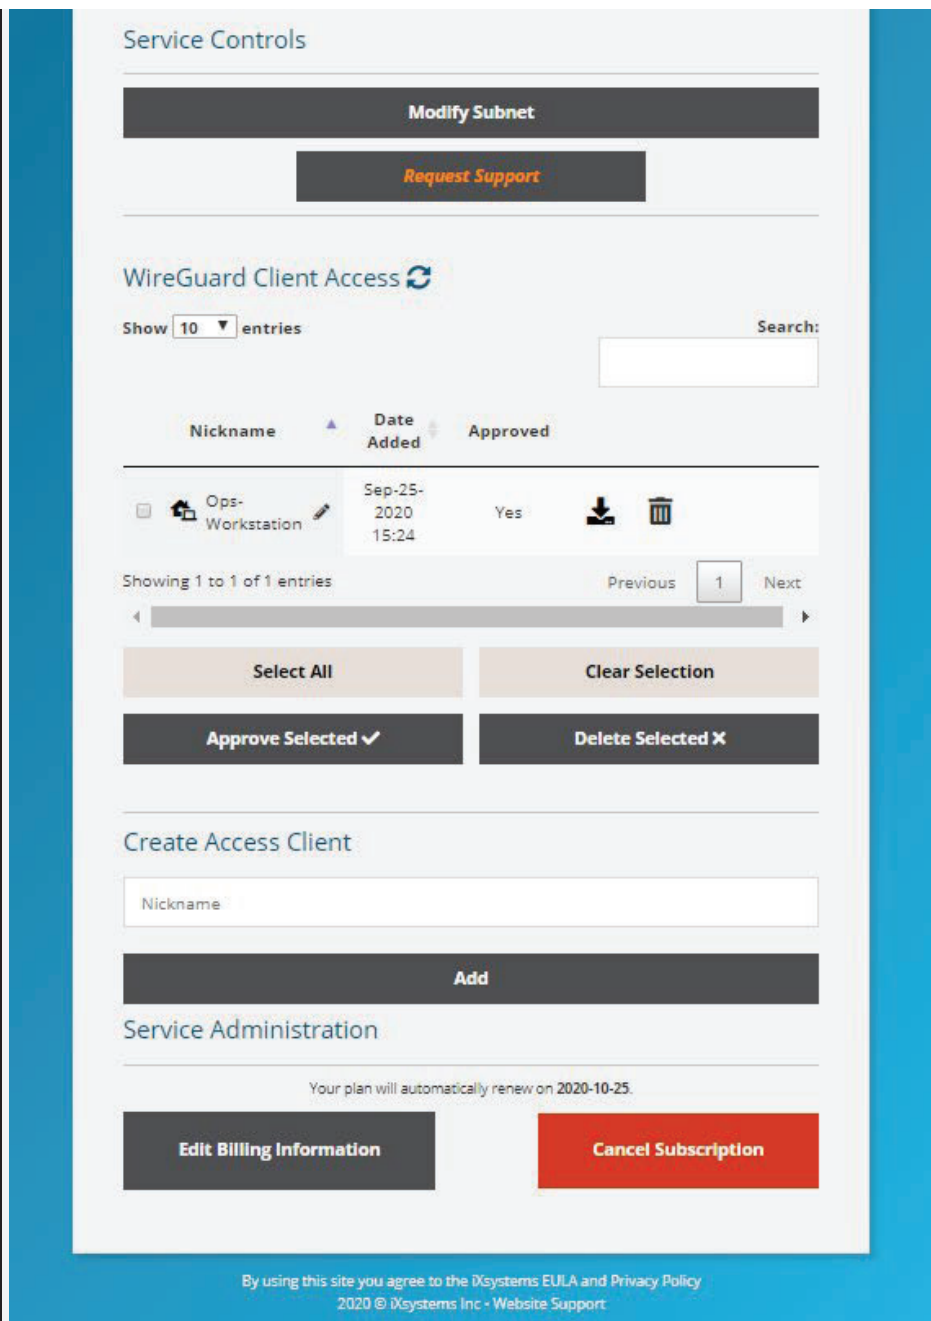 Service Controls
Modify Subnet
Request Support
WireGuard Client Access
Show 10 entries
Search:
Nickname
Date
Added
Approved
Ops-
Workstation
Sep-25-
2020
15:24
Yes
Showing 1 to 1 of 1 entries
Previous 1 Next
Select All
Clear Selection
Approve Selected
Delete Selected
Create Access Client
Nickname
Add
Service Administration
Your plan will automatically renew on 2020-10-25.
Edit Billing Information
Cancel Subscription
By using this site you agree to the iXsystems EULA and Privacy Policy
2020 © iXsystems Inc - Website Support